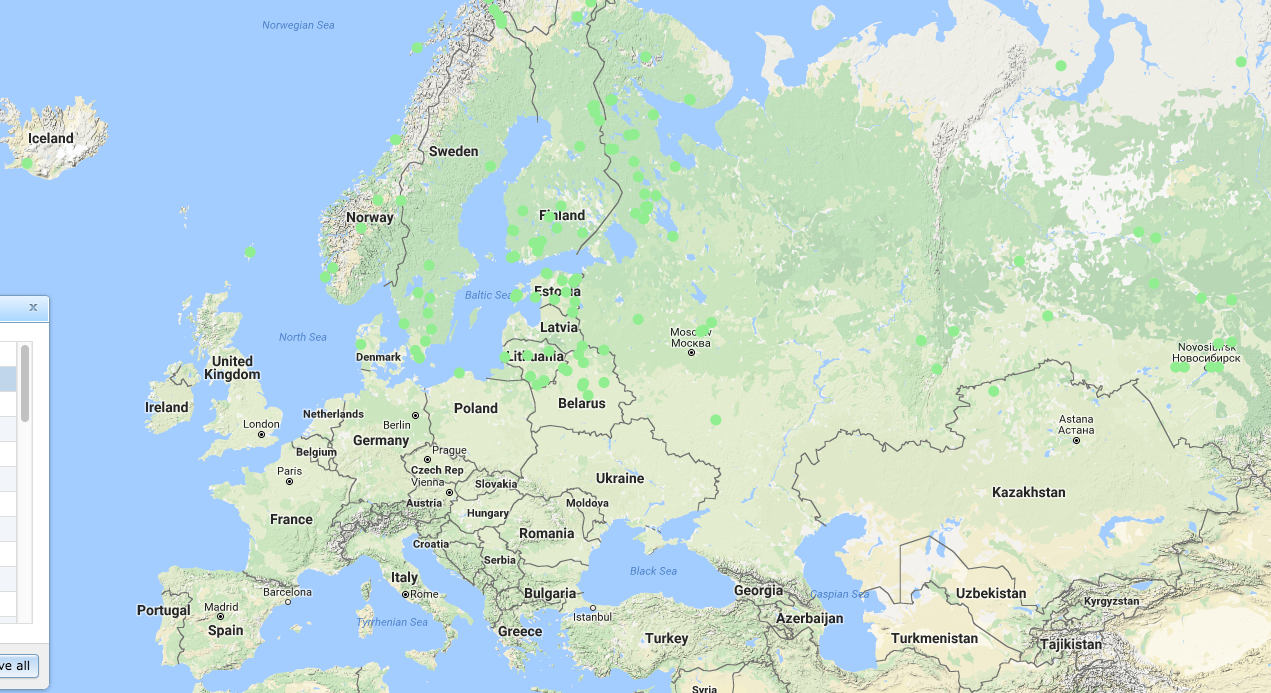 Norwegian Sea
Iceland
Sweden
Norway
Finland
Estonia
Baltic Sea
x
North Sea
Latvia
Moscow
Москва
Denmark
Lithuania
Novosibirsk
Новосибирск
United
Kingdom
Ireland
Netherlands
Poland
Belarus
London
Berlin
Germany
Astana
Астана
Belgium
Prague
Paris
Czech Rep
Vienna
Slovakia
Ukraine
Kazakhstan
Austria
Moldova
France
Hungary
Romania
Croatia
Serbia
Black Sea
Italy
Barcelona
Rome
Bulgaria
Georgia
Caspian Sea
Uzbekistan
Kyrgyzstan
Portugal
Madrid
Spain
Tyrrhenian Sea
Istanbul
Azerbaijan
Greece
Turkey
Turkmenistan
Tajikistan
ve all
Syria